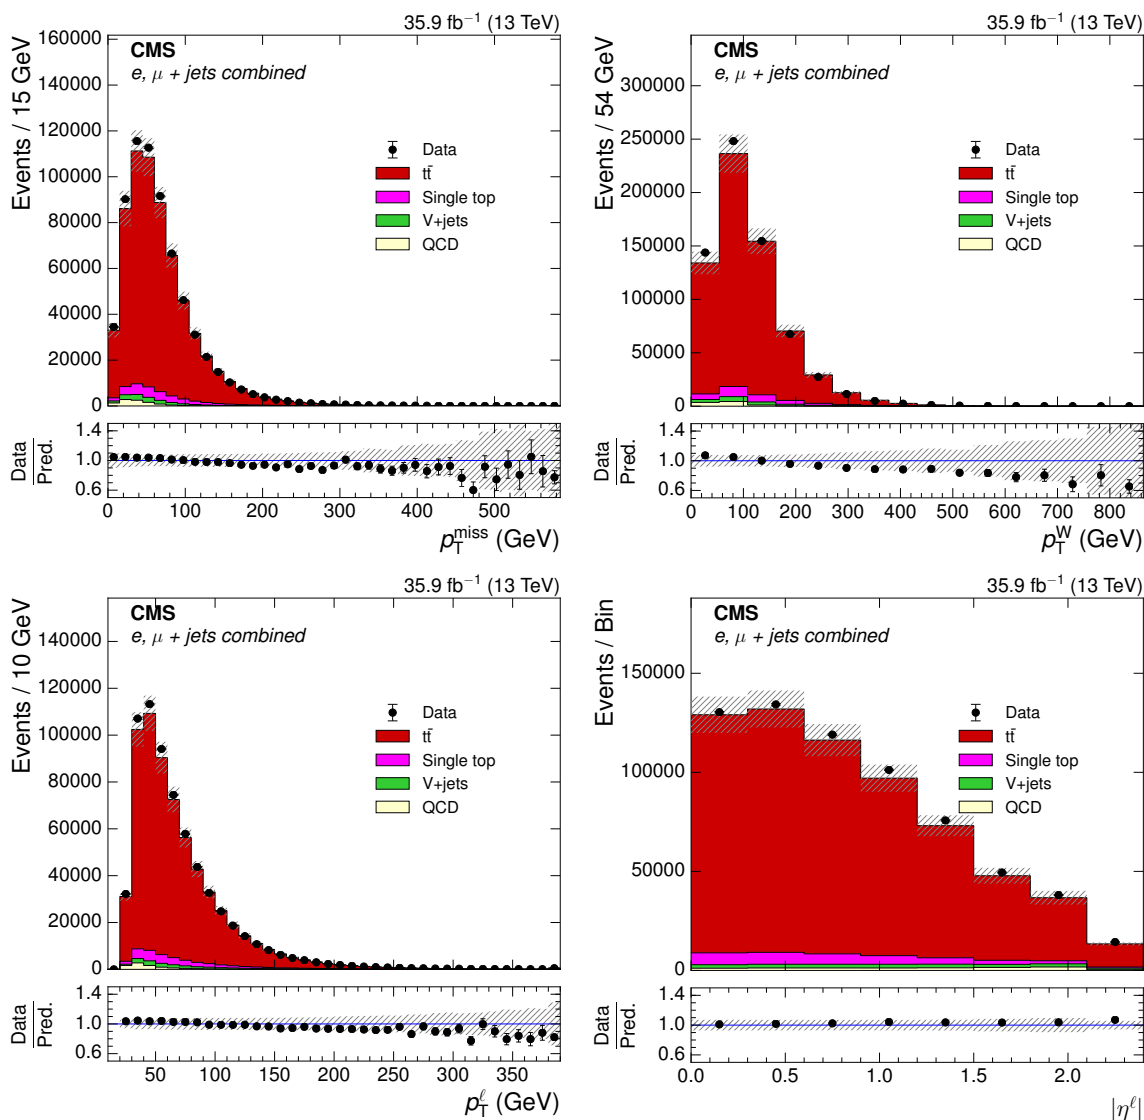 35.9 fb⁻¹ (13 TeV)
CMS
e, μ + jets combined
Events / 15 GeV
160000
140000
120000
100000
80000
60000
40000
20000
0
Data
tt̄
Single top
V+jets
QCD
Data
Pred.
1.4
1.0
0.6
0 100 200 300 400 500
p_T^miss (GeV)
35.9 fb⁻¹ (13 TeV)
CMS
e, μ + jets combined
Events / 54 GeV
300000
250000
200000
150000
100000
50000
0
Data
tt̄
Single top
V+jets
QCD
Data
Pred.
1.4
1.0
0.6
0 100 200 300 400 500 600 700 800
p_T^W (GeV)
35.9 fb⁻¹ (13 TeV)
CMS
e, μ + jets combined
Events / 10 GeV
140000
120000
100000
80000
60000
40000
20000
0
Data
tt̄
Single top
V+jets
QCD
Data
Pred.
1.4
1.0
0.6
50 100 150 200 250 300 350
p_T^ℓ (GeV)
35.9 fb⁻¹ (13 TeV)
CMS
e, μ + jets combined
Events / Bin
150000
100000
50000
0
Data
tt̄
Single top
V+jets
QCD
Data
Pred.
1.4
1.0
0.6
0.0 0.5 1.0 1.5 2.0
|η^ℓ|